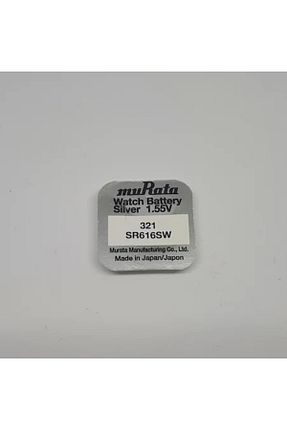 muRata
Watch Battery
Silver 1.55V
321
SR616SW
Murata Manufacturing Co., Ltd.
Made in Japan/Japon